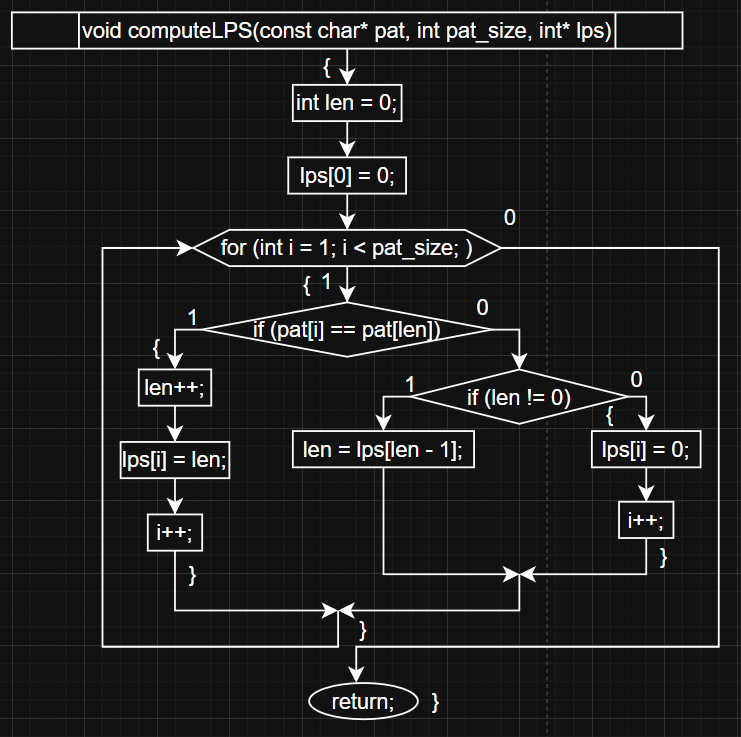 void computeLPS(const char* pat, int pat_size, int* lps)
{
int len = 0;
lps[0] = 0;
0
for (int i = 1; i < pat_size; )
{ 1
1
0
if (pat[i] == pat[len])
{
len++;
1
0
if (len != 0)
{
lps[i] = len;
len = lps[len - 1];
lps[i] = 0;
i++;
i++;
}
}
}
return;
}